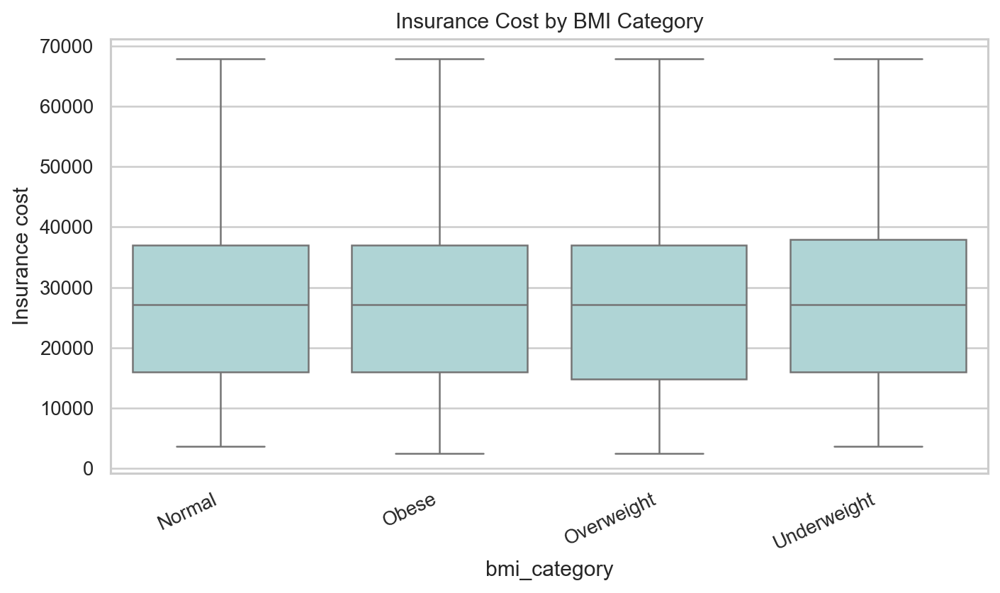 Insurance Cost by BMI Category
Insurance cost
70000
60000
50000
40000
30000
20000
10000
0
Normal
Obese
Overweight
Underweight
bmi_category